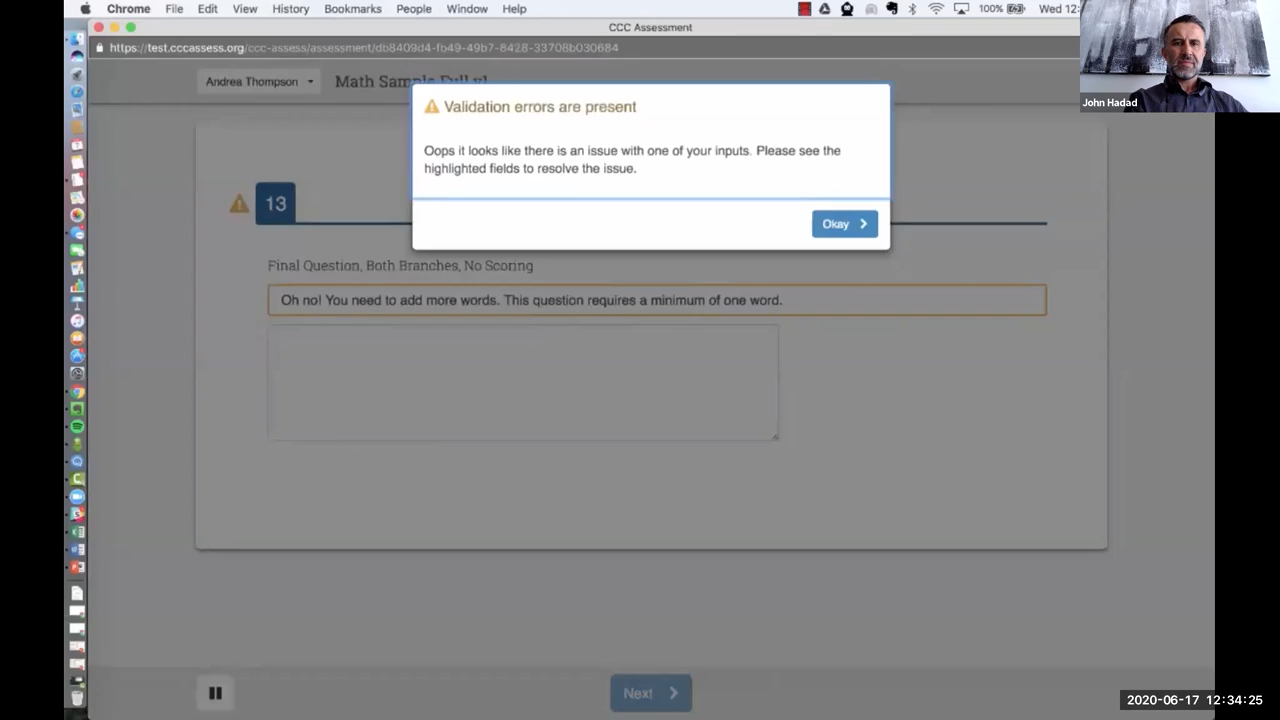 Chrome File Edit View History Bookmarks People Window Help 100% Wed 12:
CCC Assessment
https://test.cccassess.org/ccc-assess/assessment/db8409d4-fb49-49b7-8428-33708b030684
John Hadad
Andrea Thompson Math Sample Full v1
Validation errors are present
Oops it looks like there is an issue with one of your inputs. Please see the
highlighted fields to resolve the issue.
13
Okay
Final Question, Both Branches, No Scoring
Oh no! You need to add more words. This question requires a minimum of one word.
Next
2020-06-17 12:34:25